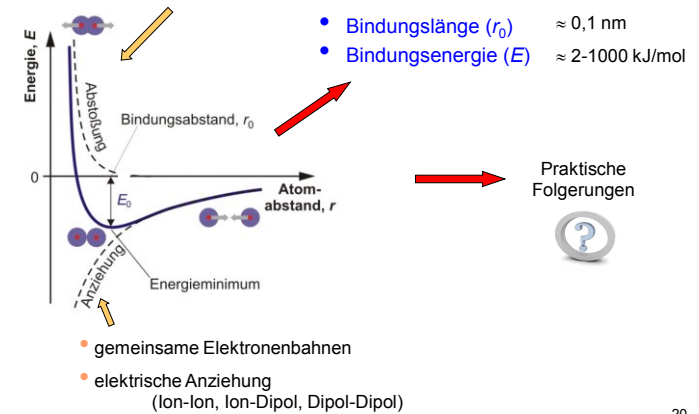 • Bindungslänge (r₀) ≈ 0,1 nm
• Bindungsenergie (E) ≈ 2-1000 kJ/mol
Energie, E
Abstoßung
Bindungsabstand, r₀
0
E₀
Atom-
abstand, r
Anziehung
Energieminimum
Praktische
Folgerungen
?
• gemeinsame Elektronenbahnen
• elektrische Anziehung
(Ion-Ion, Ion-Dipol, Dipol-Dipol)